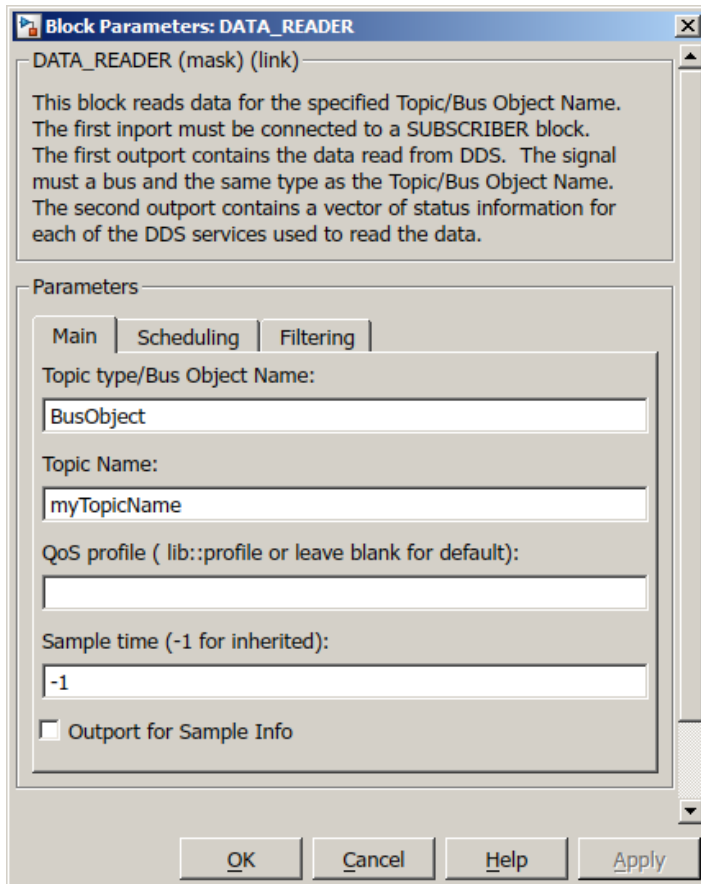 Block Parameters: DATA_READER
DATA_READER (mask) (link)
This block reads data for the specified Topic/Bus Object Name.
The first inport must be connected to a SUBSCRIBER block.
The first outport contains the data read from DDS.  The signal
must a bus and the same type as the Topic/Bus Object Name.
The second outport contains a vector of status information for
each of the DDS services used to read the data.
Parameters
Main Scheduling Filtering
Topic type/Bus Object Name:
BusObject
Topic Name:
myTopicName
QoS profile ( lib::profile or leave blank for default):
Sample time (-1 for inherited):
-1
Outport for Sample Info
OK Cancel Help Apply